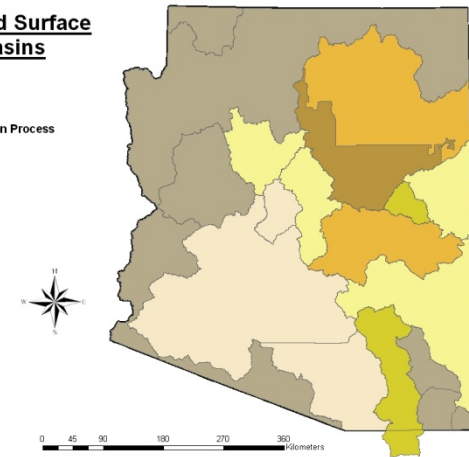 d Surface
asins
n Process
N
W E
S
0 45 90 180 270 360
Kilometers